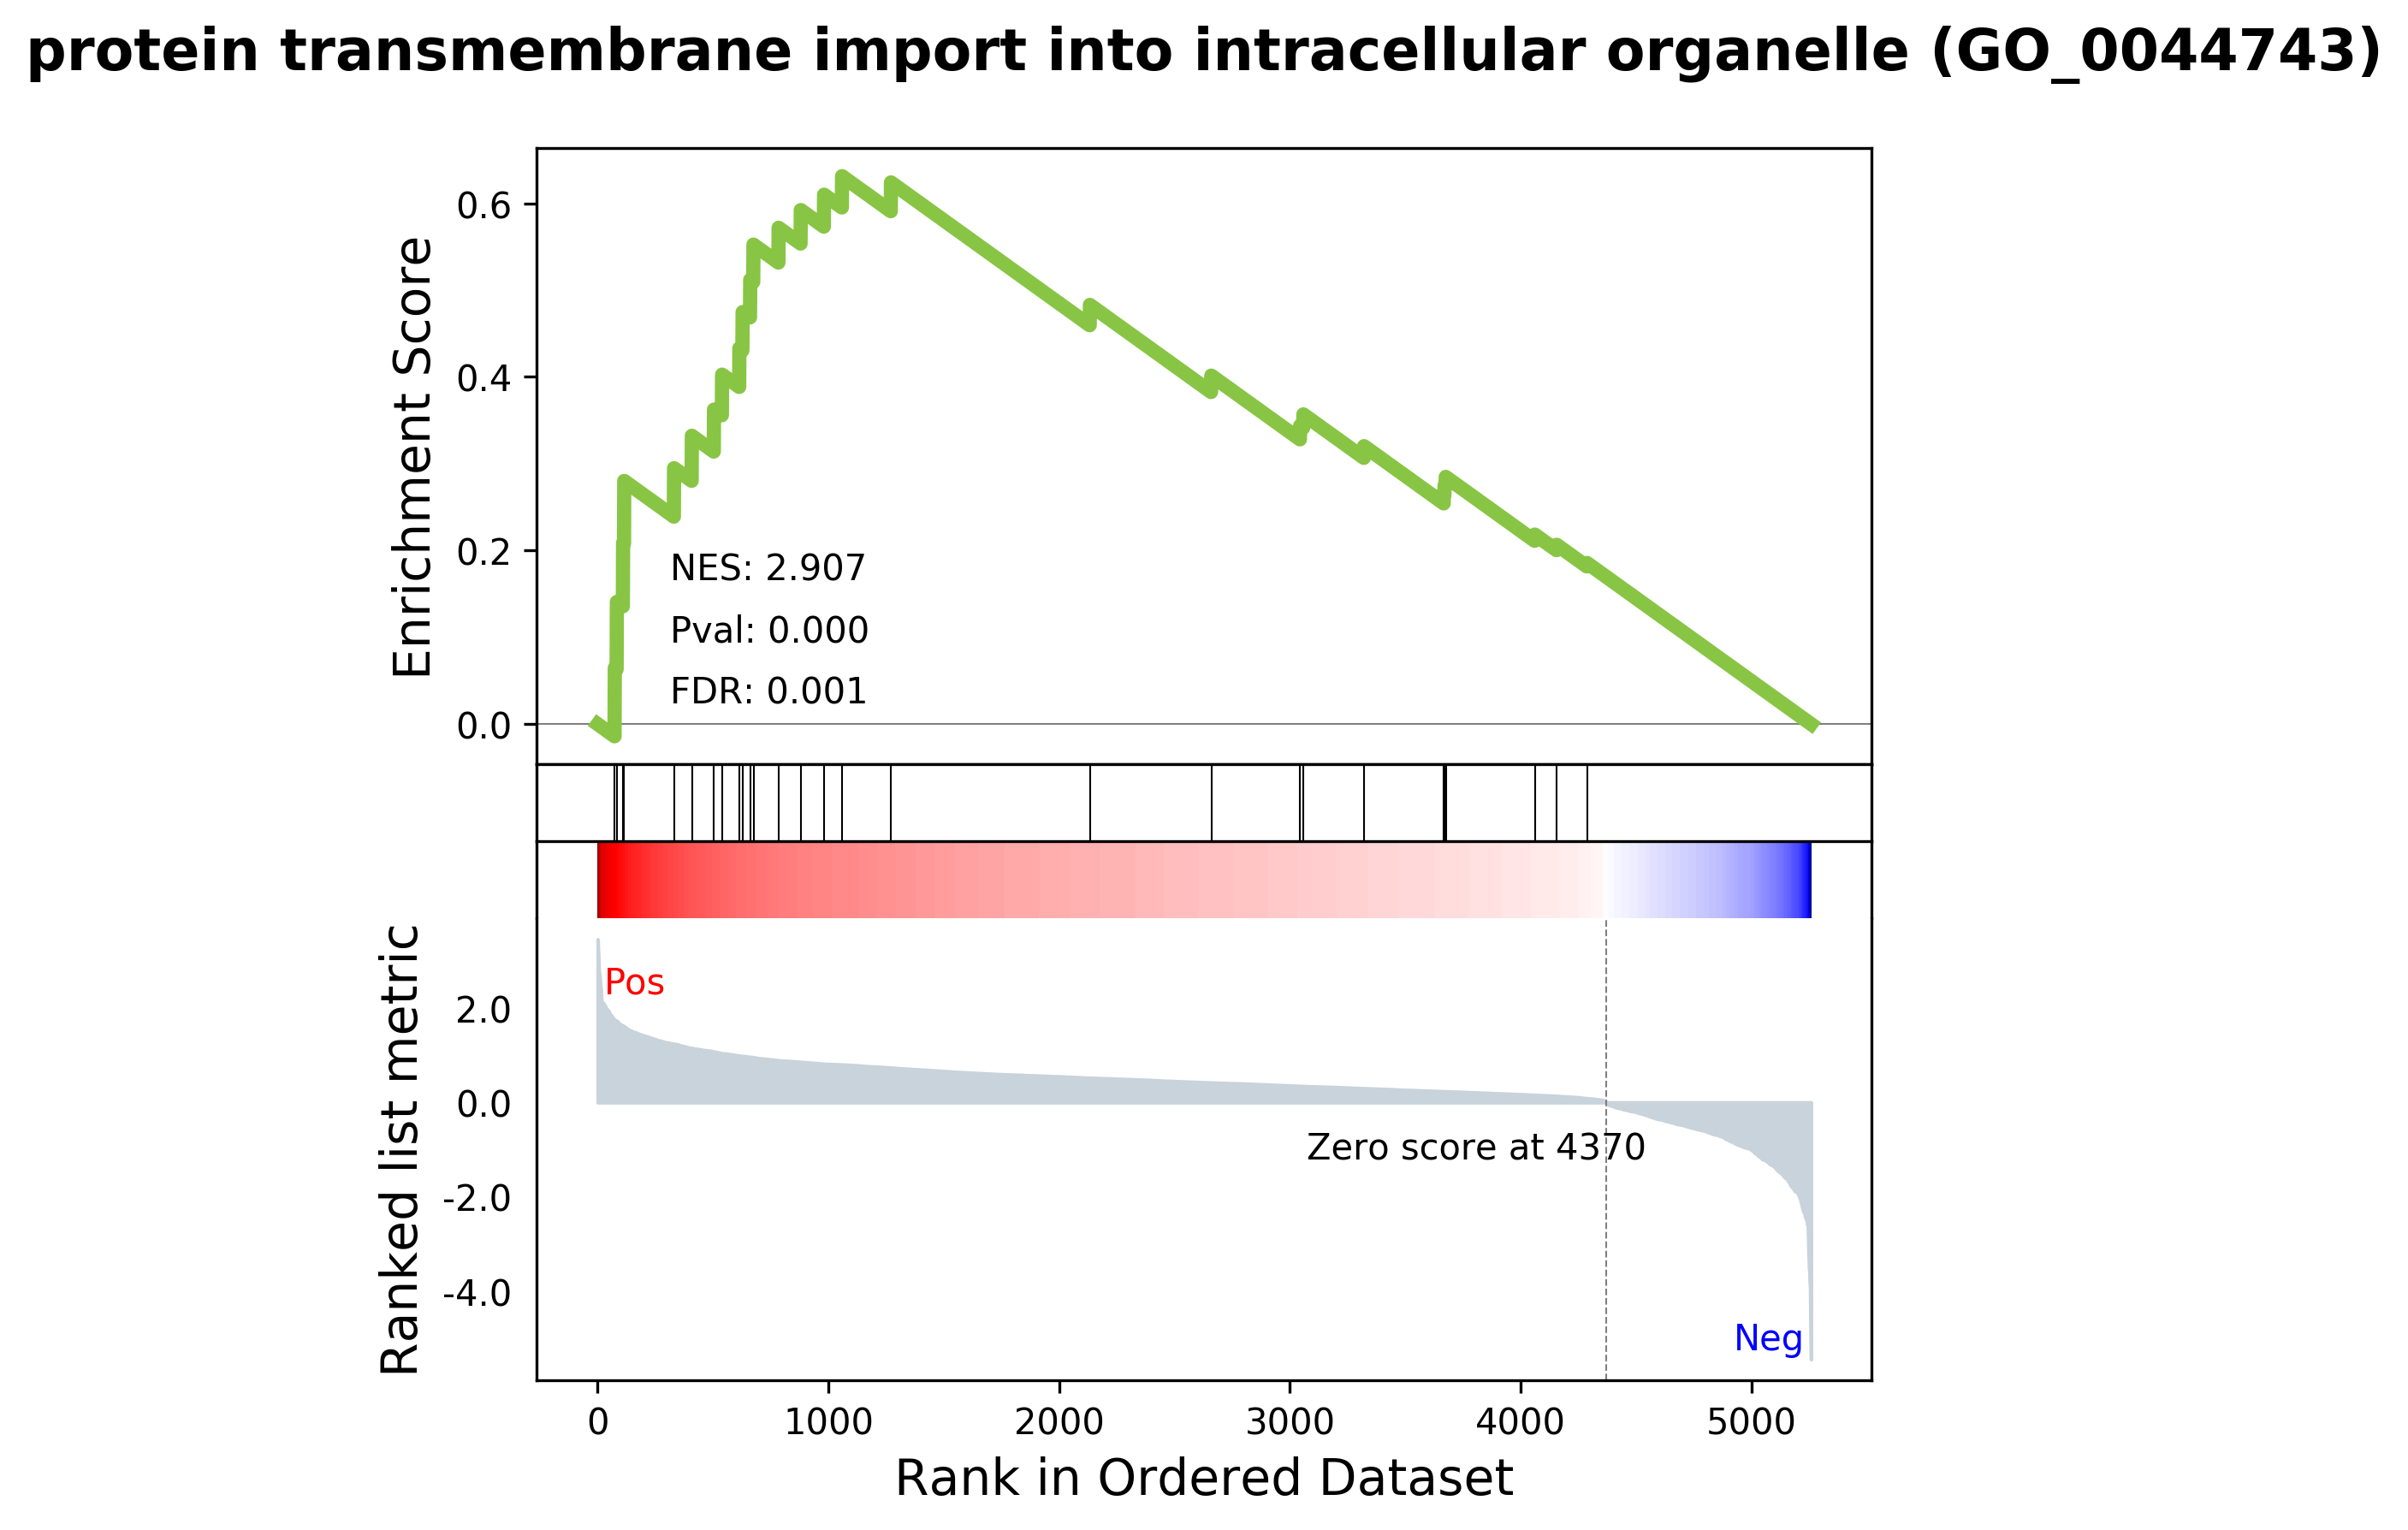 protein transmembrane import into intracellular organelle (GO_0044743)
Enrichment Score
0.6
0.4
0.2
0.0
NES: 2.907
Pval: 0.000
FDR: 0.001
Ranked list metric
2.0
0.0
-2.0
-4.0
Pos
Zero score at 4370
Neg
0 1000 2000 3000 4000 5000
Rank in Ordered Dataset